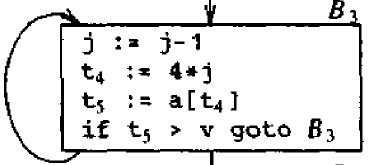 B₃
j := j-1
t₄ := 4*j
t₅ := a[t₄]
if t₅ > v goto B₃